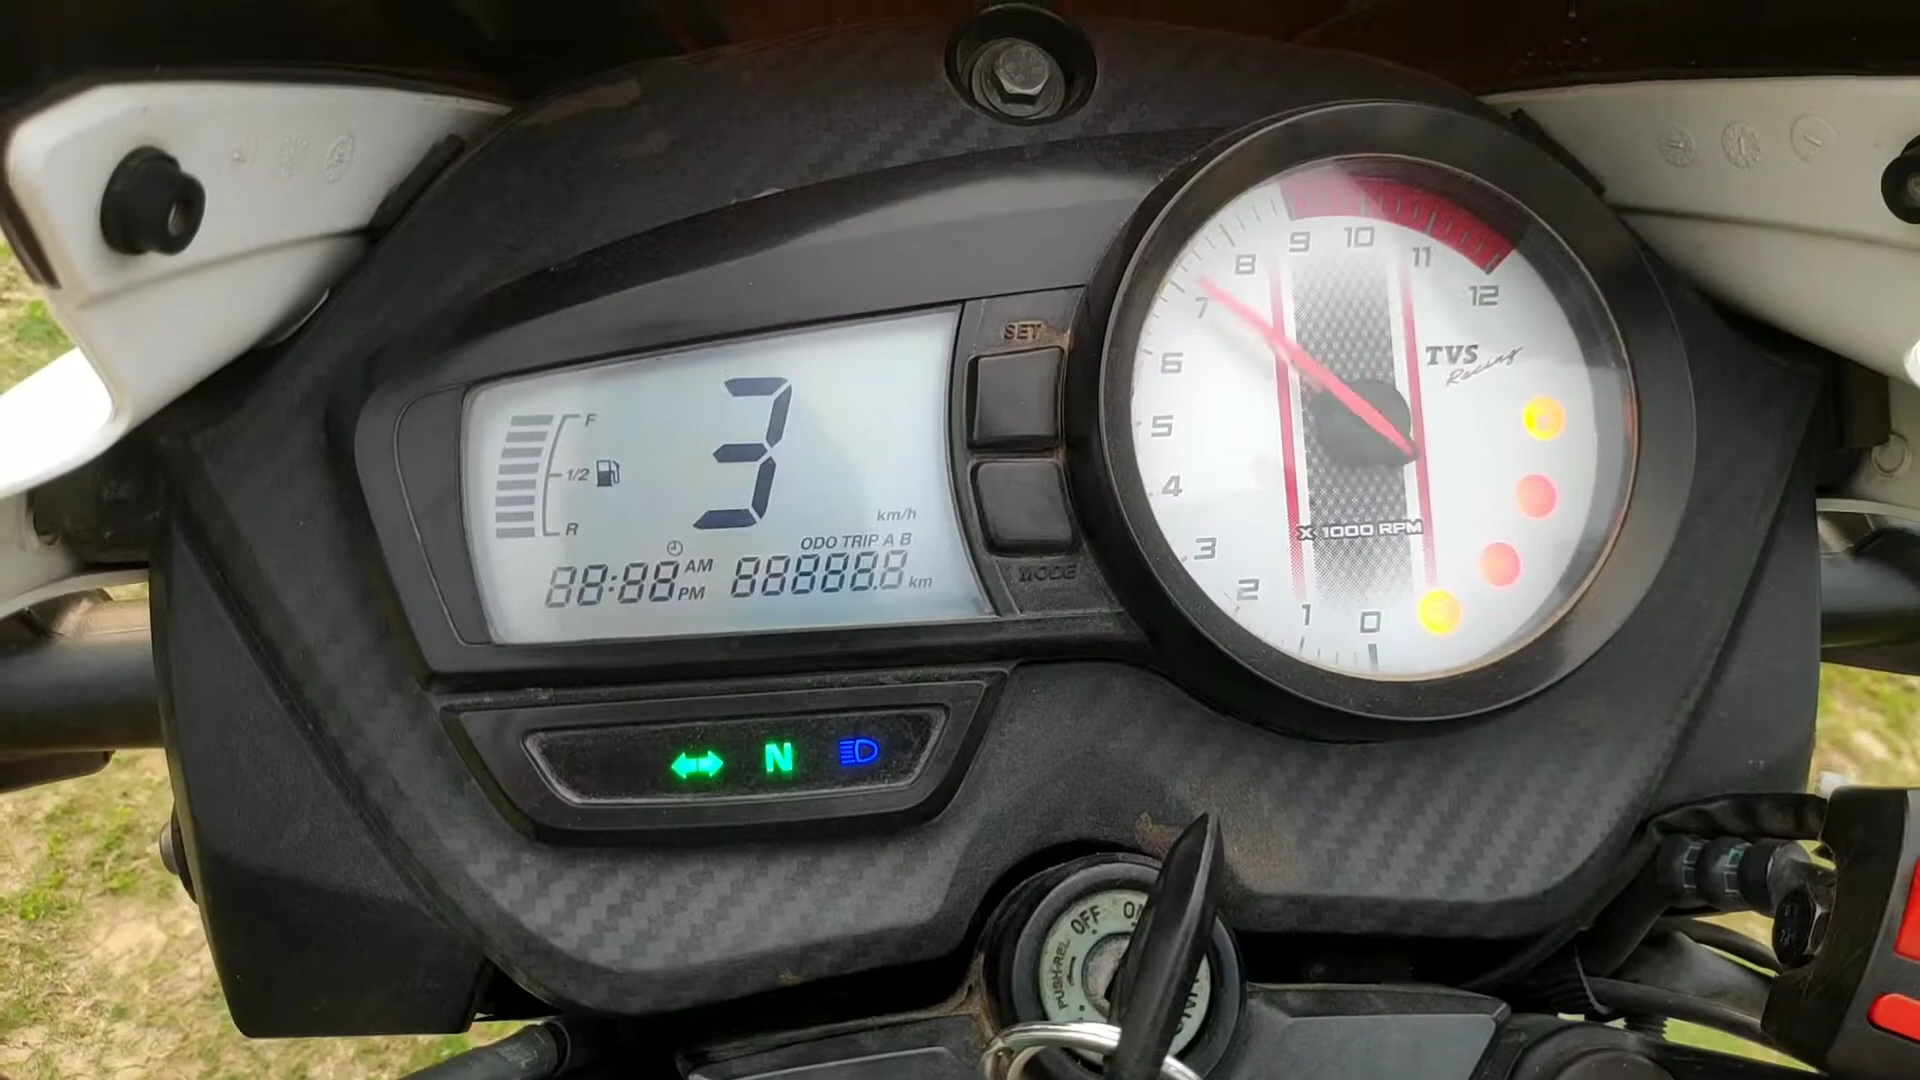 SET
F
1/2
R
3
km/h
ODO TRIP A B
88:88 AM PM
88888.8 km
MODE
0
1
2
3
4
5
6
7
8
9
10
11
12
TVS
Racing
X 1000 RPM
N
OFF
PUSH-REL